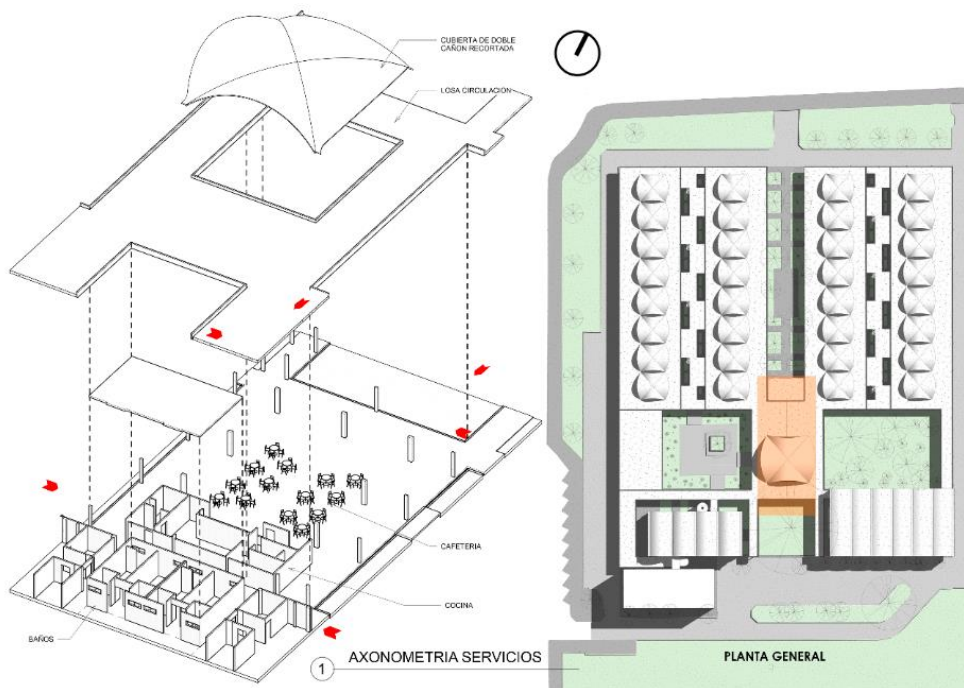 CUBIERTA DE DOBLE
CAÑON RECORTADA
LOSA CIRCULACION
CAFETERIA
COCINA
BAÑOS
1
AXONOMETRIA SERVICIOS
PLANTA GENERAL